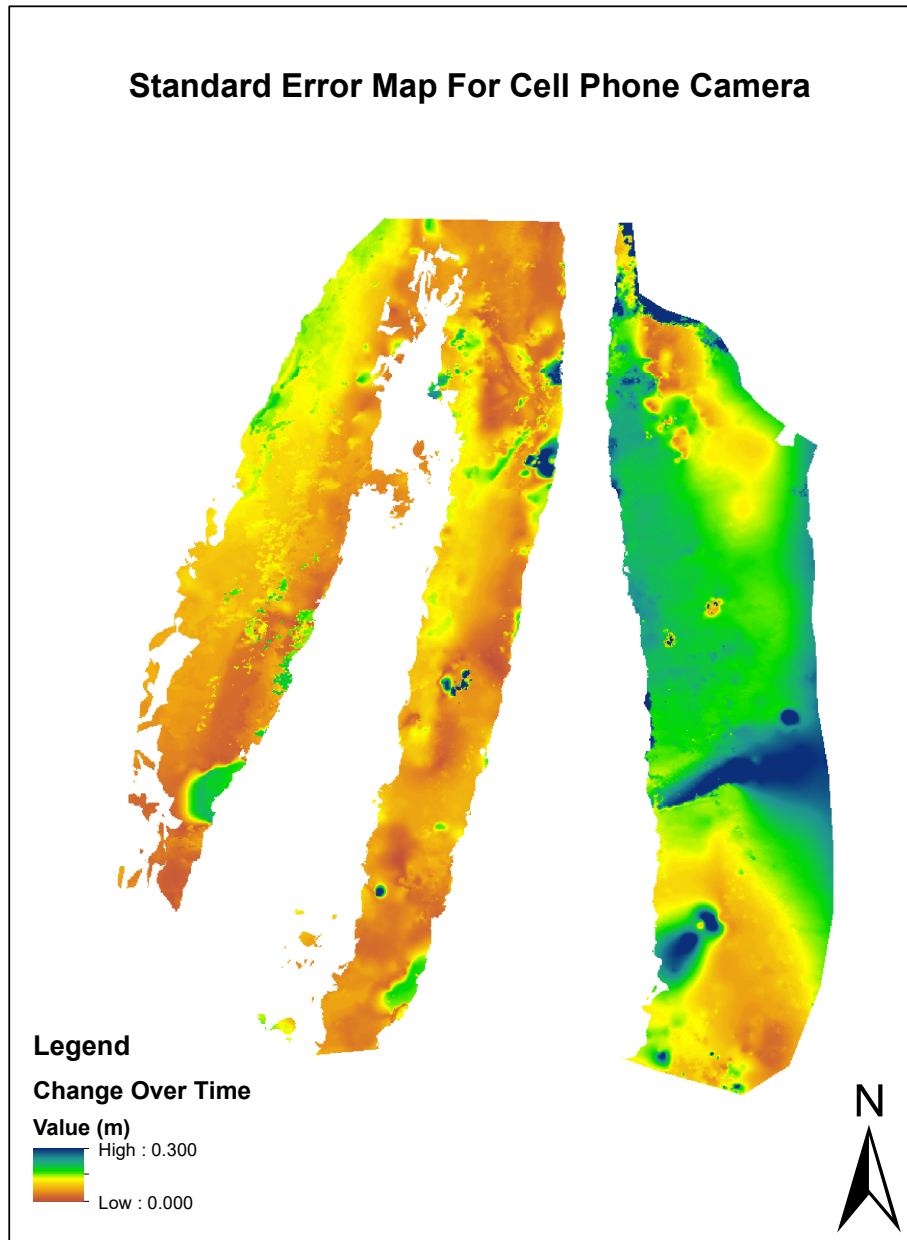 Standard Error Map For Cell Phone Camera
Legend
Change Over Time
Value (m)
High : 0.300
Low : 0.000
N